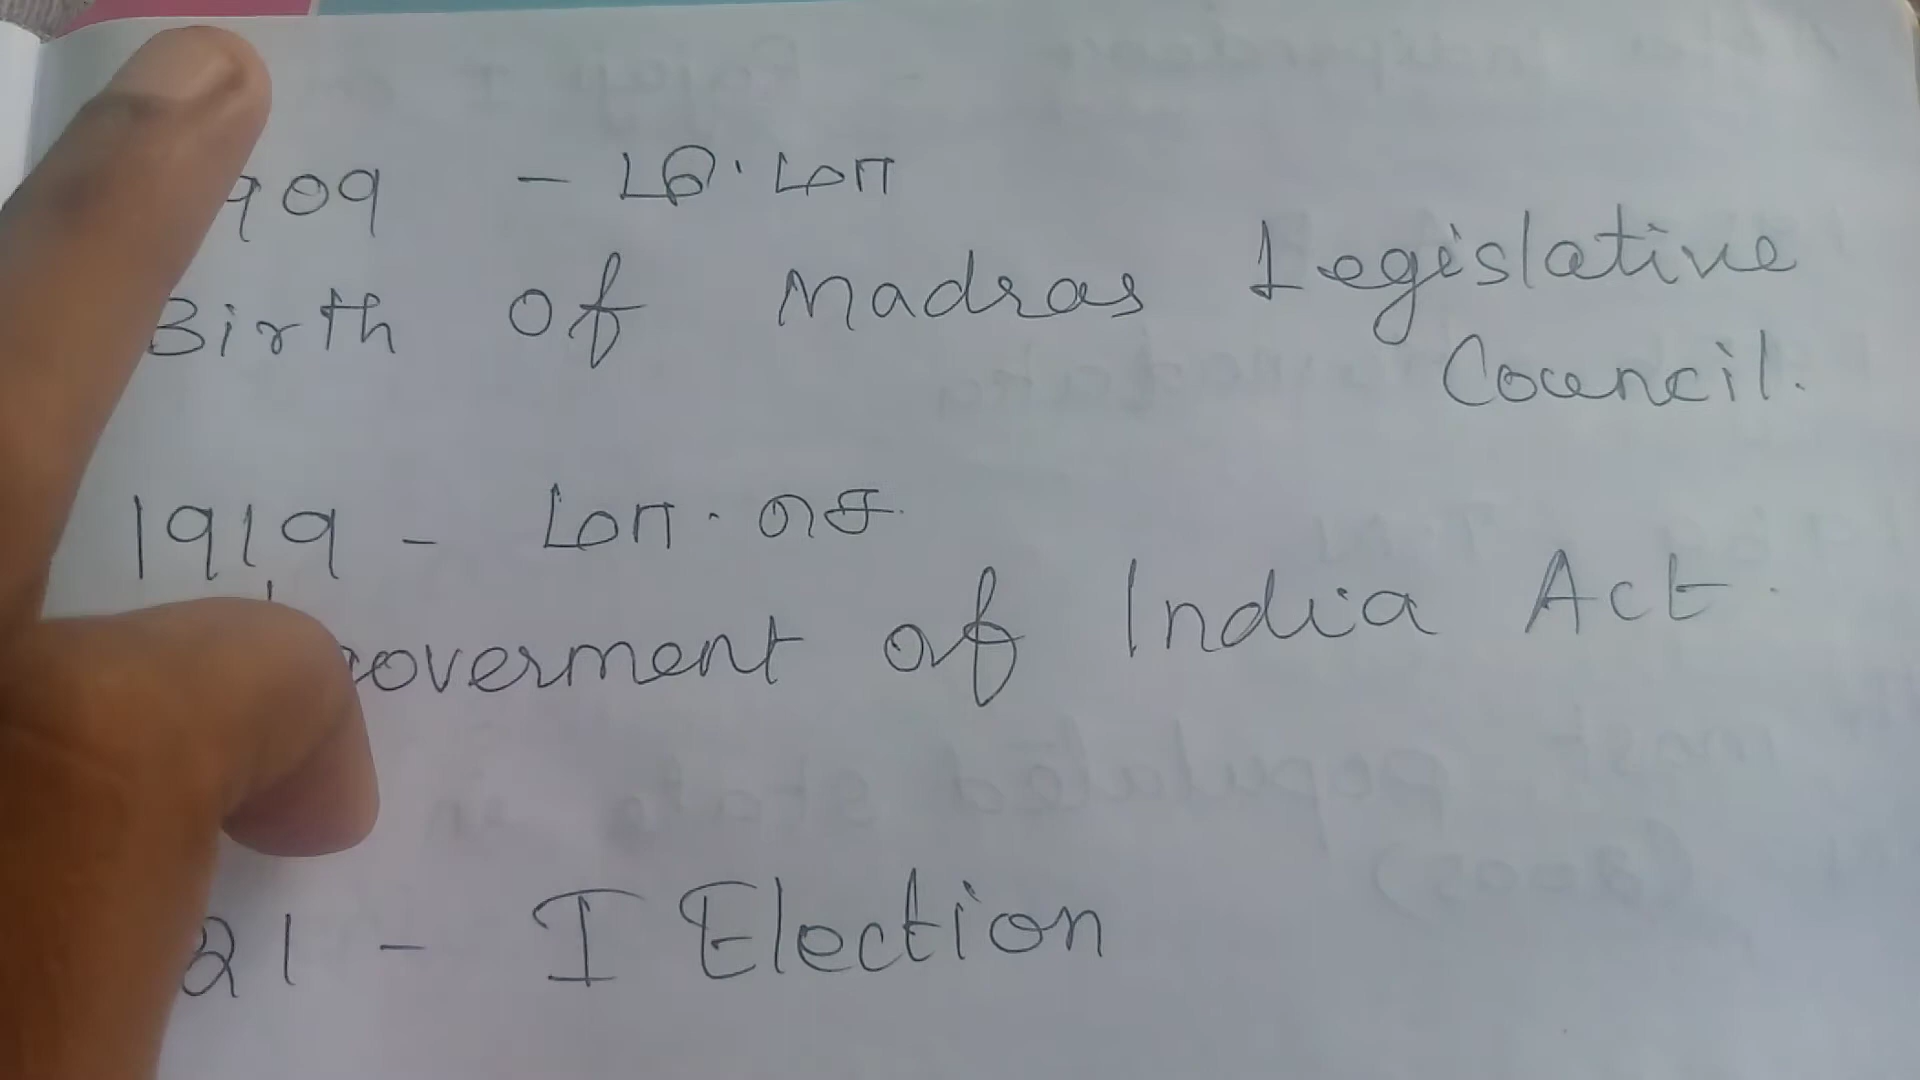 909 - மி.மா
Birth of Madras Legislative
Council.
1919 - மா.செ
overment of India Act.
21 - I Election